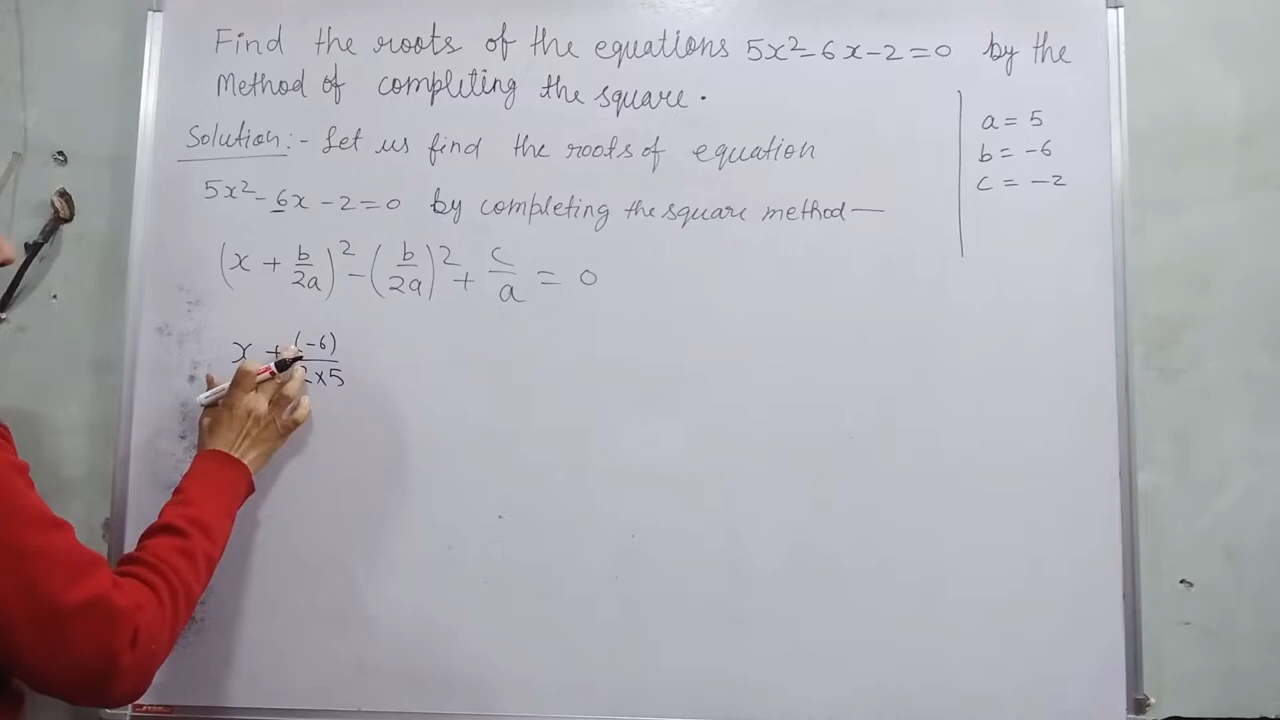 Find the roots of the equations 5x²-6x-2=0 by the
Method of completing the square.
Solution:- Let us find the roots of equation
5x²-6x-2=0 by completing the square method—
(x + b/2a)² - (b/2a)² + c/a = 0
x + (-6)/2×5
a = 5
b = -6
c = -2